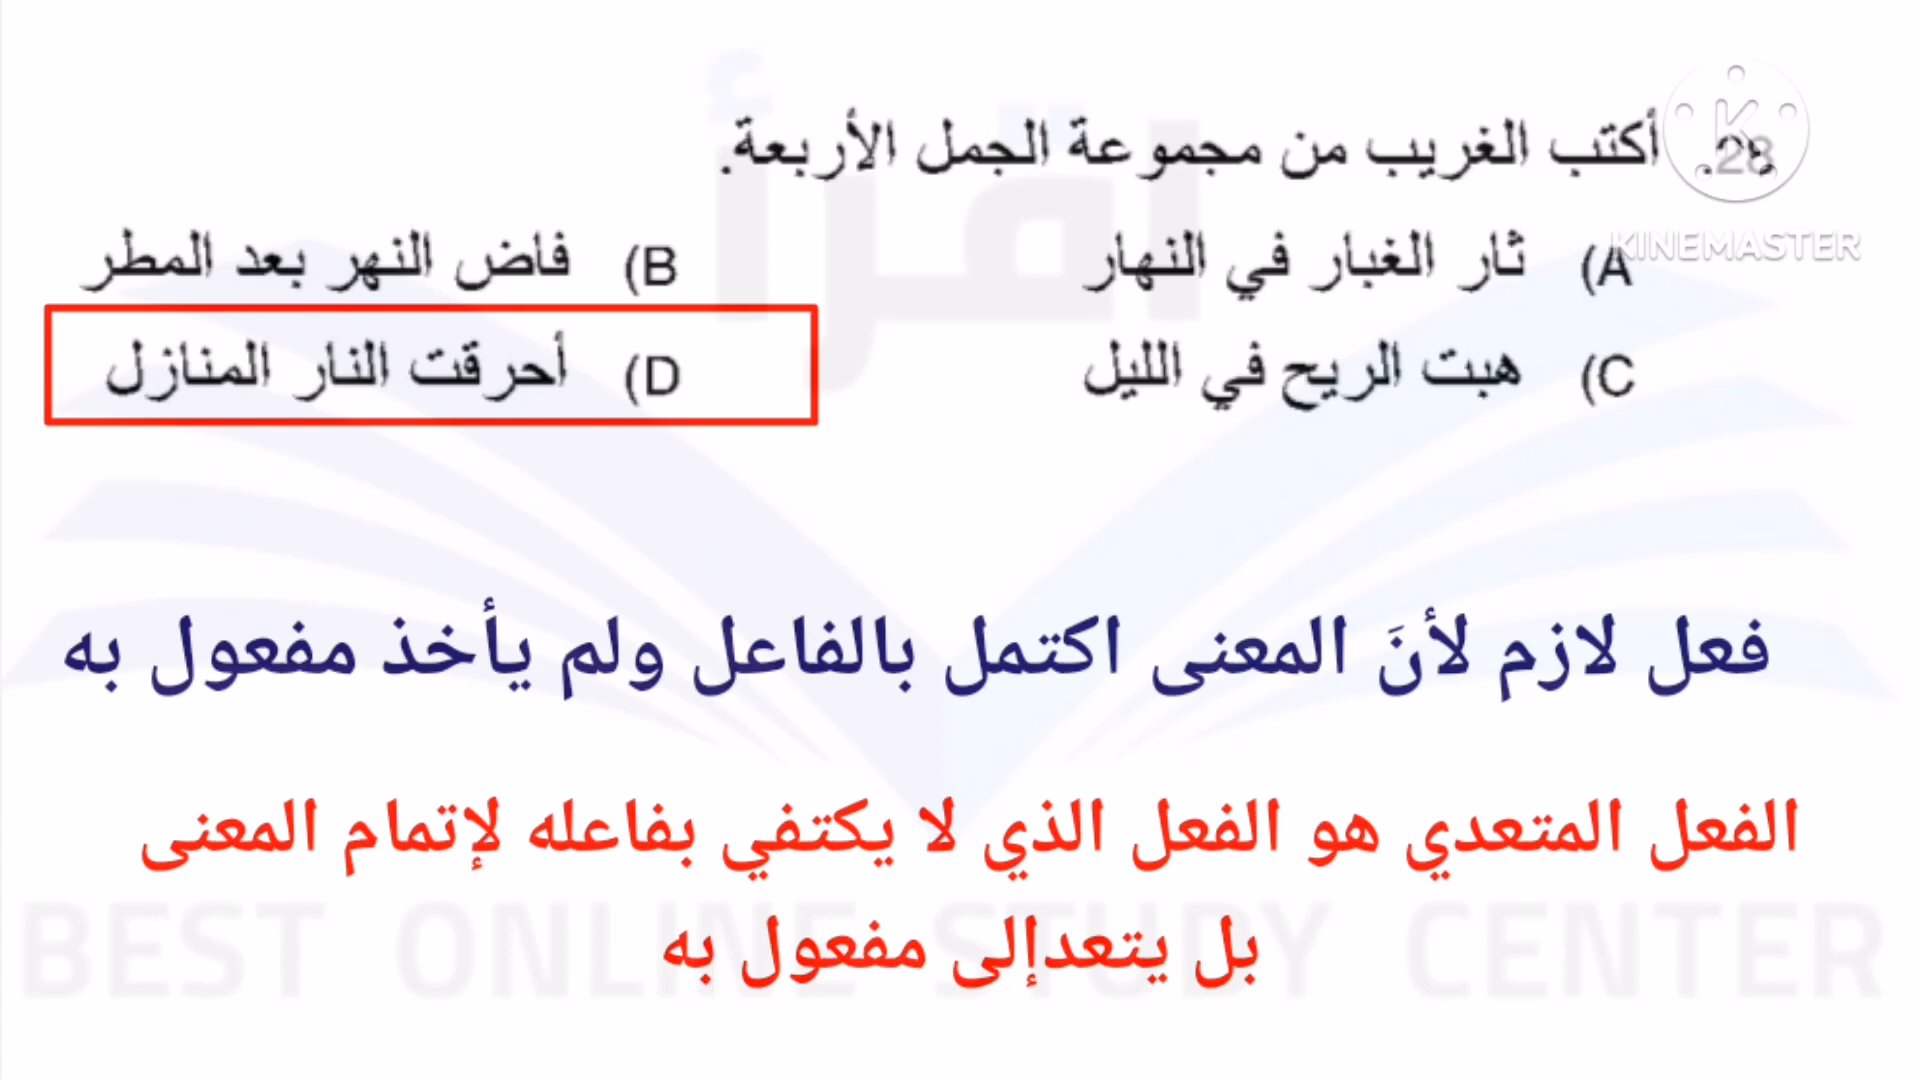 28. أكتب الغريب من مجموعة الجمل الأربعة.
A) ثار الغبار في النهار
B) فاض النهر بعد المطر
C) هبت الريح في الليل
D) أحرقت النار المنازل
فعل لازم لأنَ المعنى اكتمل بالفاعل ولم يأخذ مفعول به
الفعل المتعدي هو الفعل الذي لا يكتفي بفاعله لإتمام المعنى
بل يتعدإلى مفعول به
KINEMASTER
اقرأ
BEST ONLINE STUDY CENTER